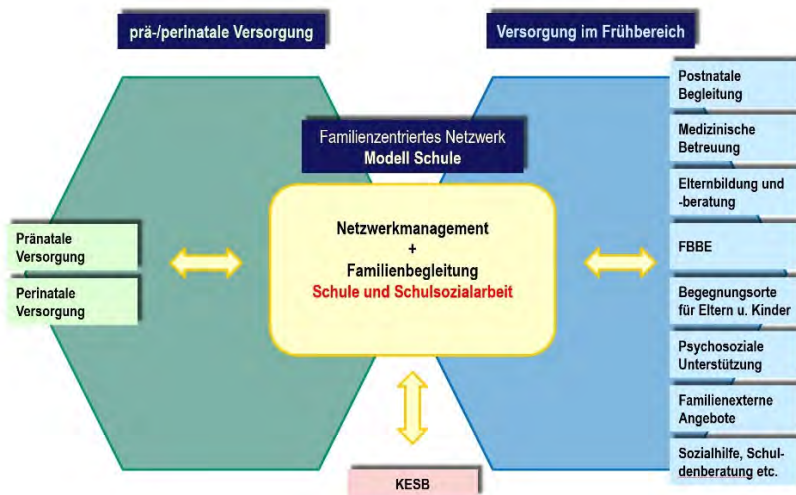 prä-/perinatale Versorgung
Versorgung im Frühbereich
Familienzentriertes Netzwerk
Modell Schule
Netzwerkmanagement
+
Familienbegleitung
Schule und Schulsozialarbeit
Pränatale
Versorgung
Perinatale
Versorgung
Postnatale
Begleitung
Medizinische
Betreuung
Elternbildung und
-beratung
FBBE
Begegnungsorte
für Eltern u. Kinder
Psychosoziale
Unterstützung
Familienexterne
Angebote
Sozialhilfe, Schul-
denberatung etc.
KESB